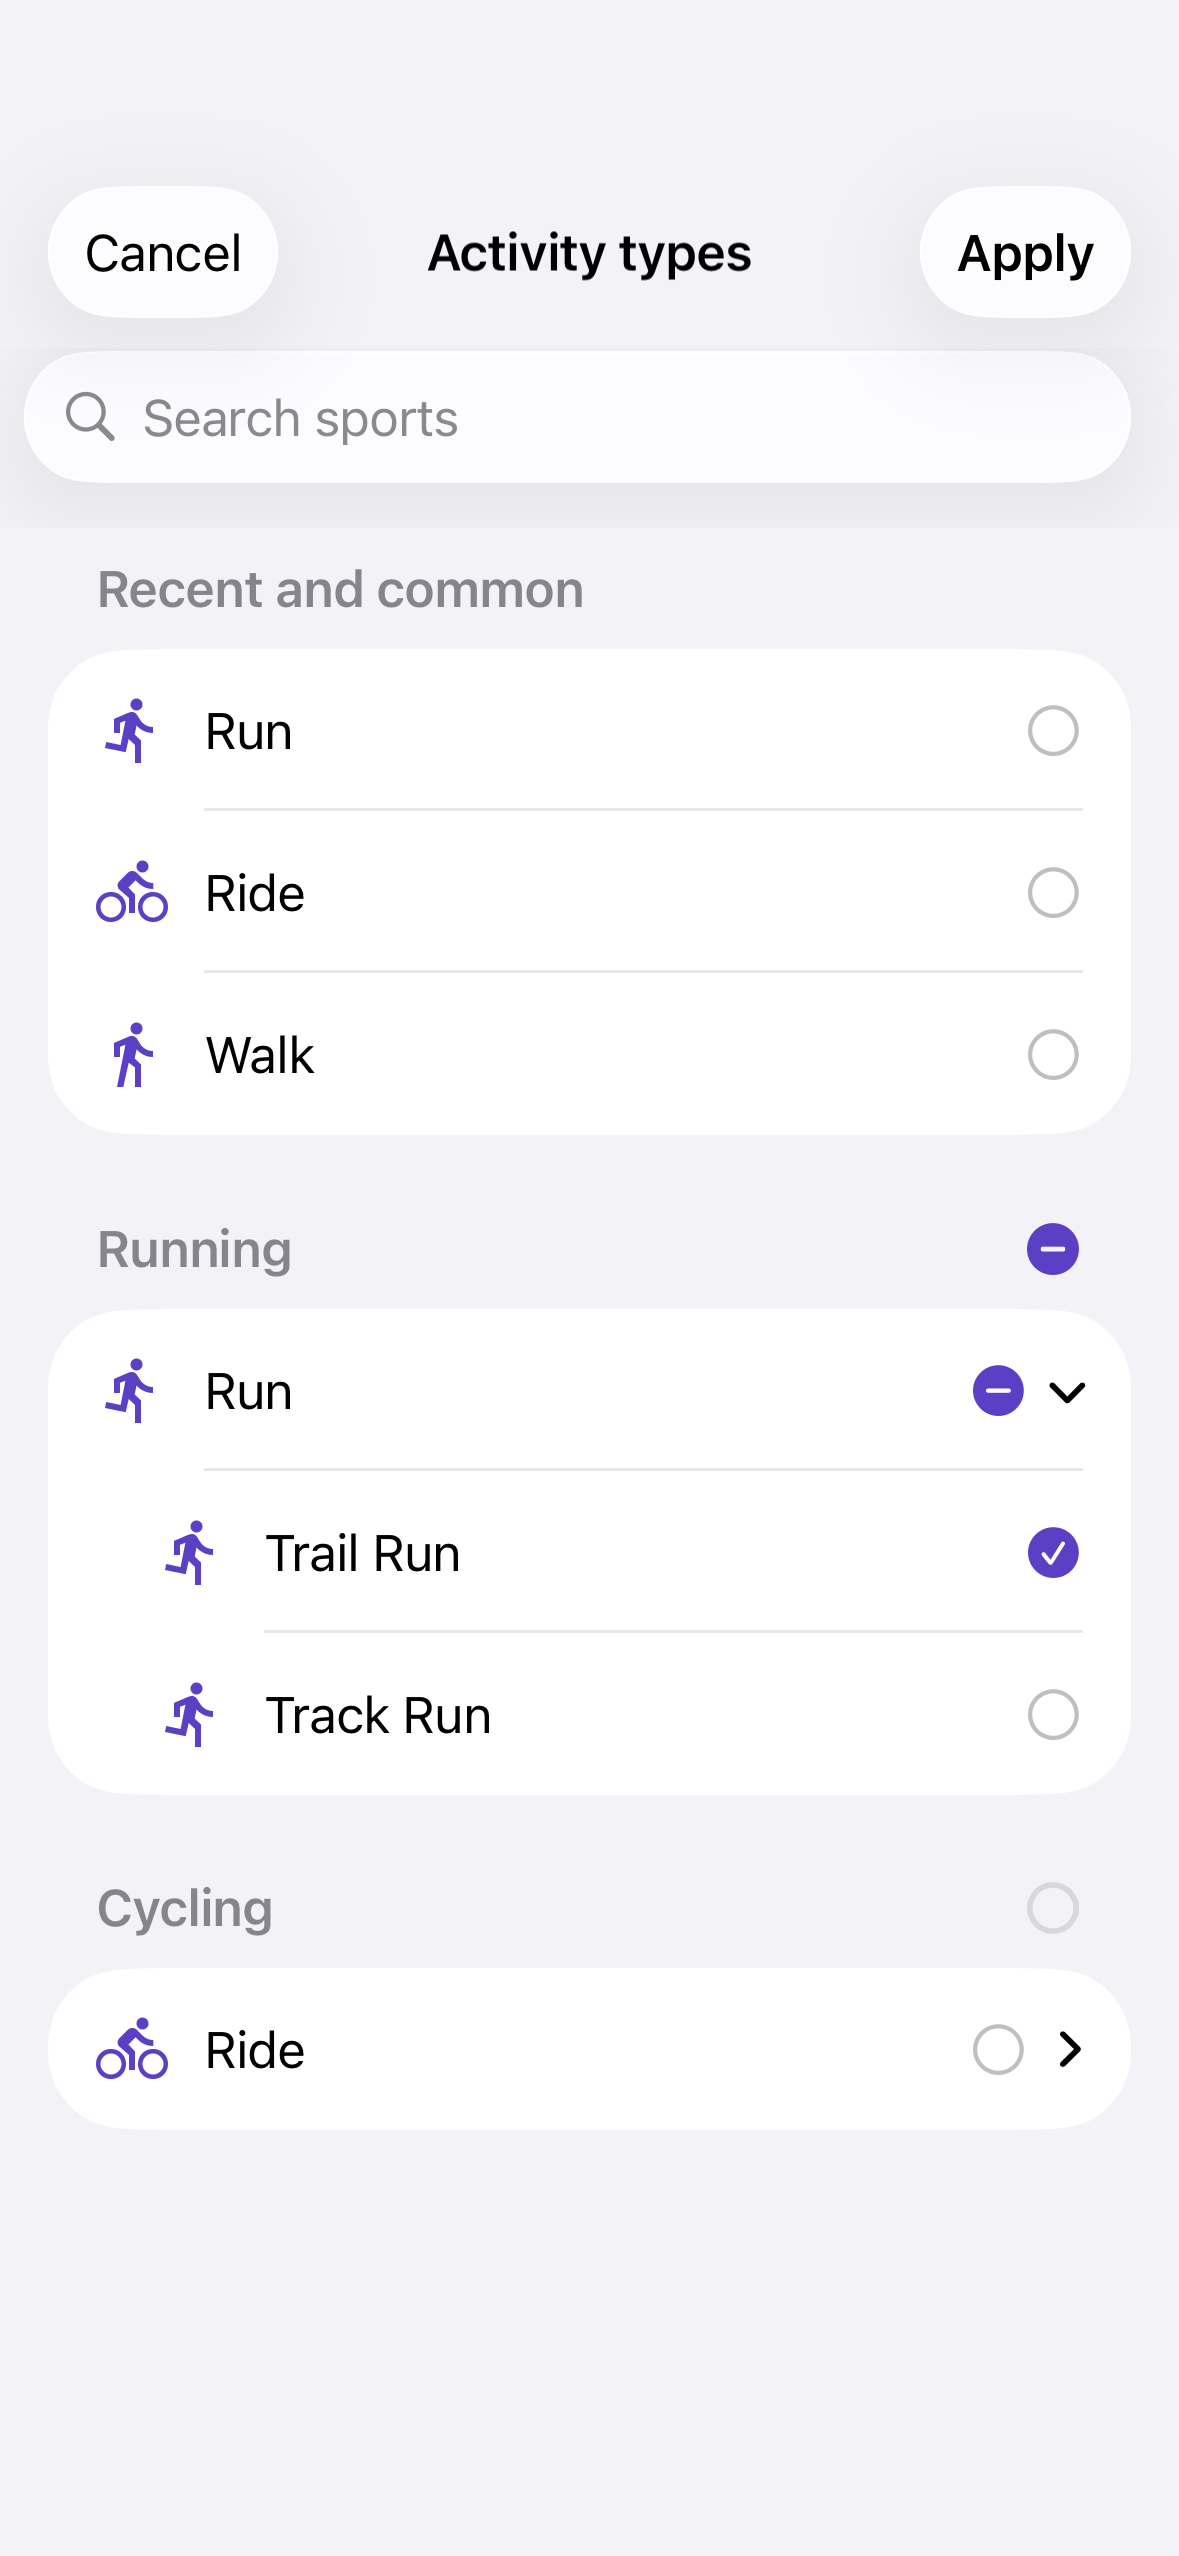 Cancel
Activity types
Apply
Search sports
Recent and common
Run
Ride
Walk
Running
Run
Trail Run
Track Run
Cycling
Ride